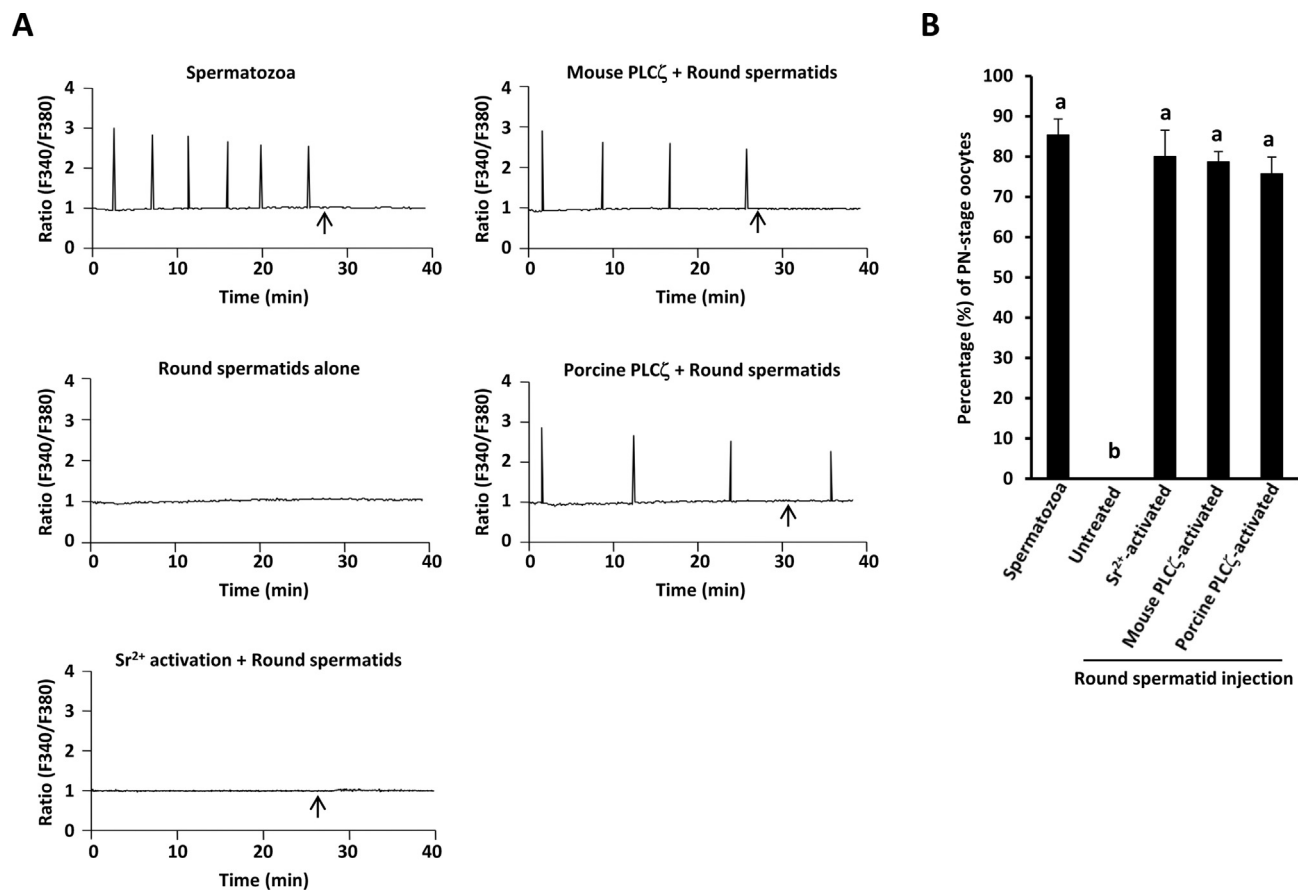 A
Spermatozoa
Ratio (F340/F380)
4
3
2
1
0
0 10 20 30 40
Time (min)
Mouse PLCζ + Round spermatids
Ratio (F340/F380)
4
3
2
1
0
0 10 20 30 40
Time (min)
Round spermatids alone
Ratio (F340/F380)
4
3
2
1
0
0 10 20 30 40
Time (min)
Porcine PLCζ + Round spermatids
Ratio (F340/F380)
4
3
2
1
0
0 10 20 30 40
Time (min)
Sr²⁺ activation + Round spermatids
Ratio (F340/F380)
4
3
2
1
0
0 10 20 30 40
Time (min)
B
Percentage (%) of PN-stage oocytes
100
90
80
70
60
50
40
30
20
10
0
a
b
a
a
a
Spermatozoa
Untreated
Sr²⁺-activated
Mouse PLCζ-activated
Porcine PLCζ-activated
Round spermatid injection